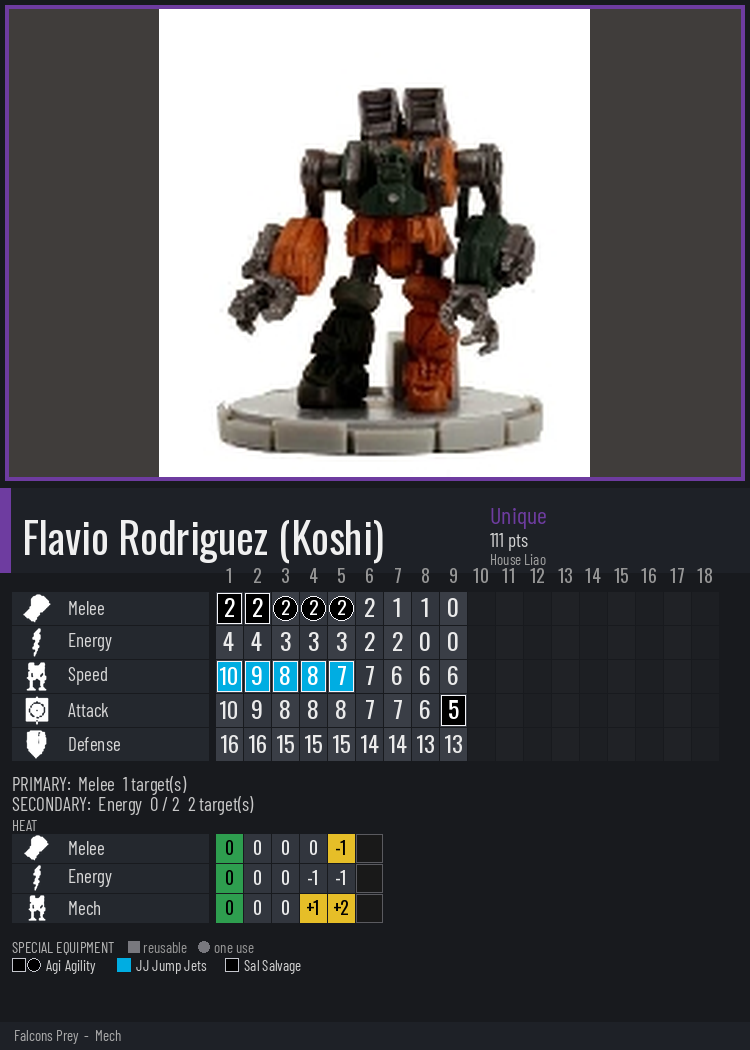 Flavio Rodriguez (Koshi)
Unique
111 pts
House Liao
1 2 3 4 5 6 7 8 9 10 11 12 13 14 15 16 17 18
Melee 2 2 2 2 2 2 1 1 0
Energy 4 4 3 3 3 2 2 0 0
Speed 10 9 8 8 7 7 6 6 6
Attack 10 9 8 8 8 7 7 6 5
Defense 16 16 15 15 15 14 14 13 13
PRIMARY: Melee 1 target(s)
SECONDARY: Energy 0 / 2 2 target(s)
HEAT
Melee 0 0 0 0 -1
Energy 0 0 0 -1 -1
Mech 0 0 0 +1 +2
SPECIAL EQUIPMENT reusable one use
Agi Agility JJ Jump Jets Sal Salvage
Falcons Prey - Mech